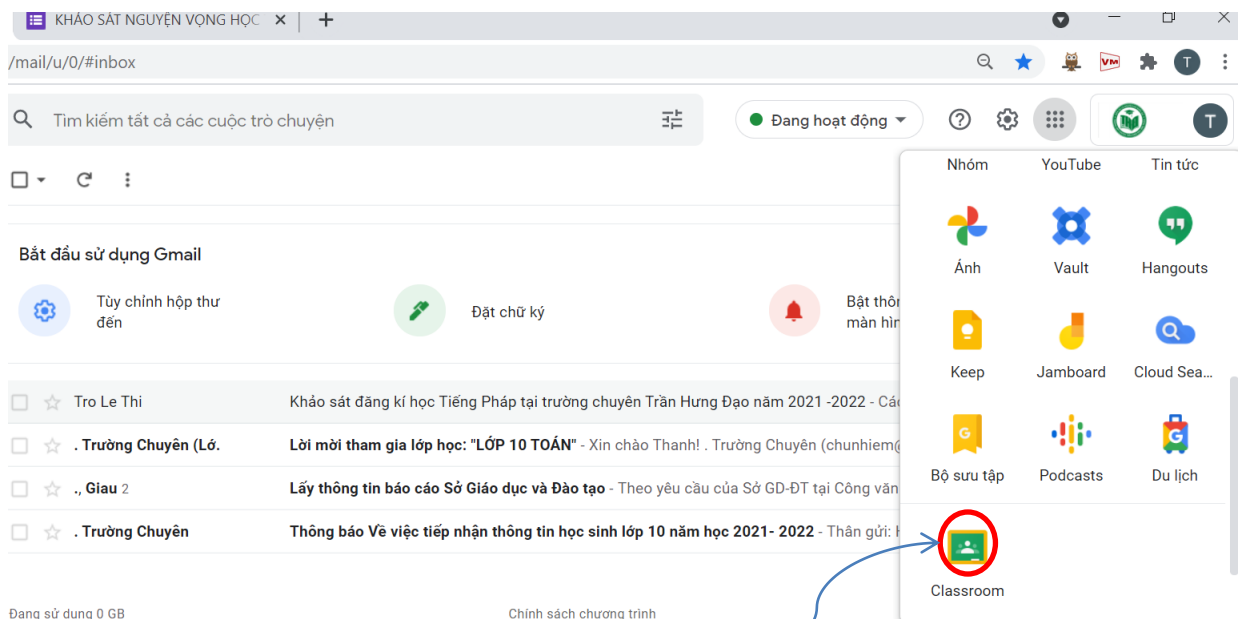 KHẢO SÁT NGUYỆN VỌNG HỌC
/mail/u/0/#inbox
VM
T
Tìm kiếm tất cả các cuộc trò chuyện
Đang hoạt động
T
Nhóm YouTube Tin tức
Bắt đầu sử dụng Gmail
Tùy chỉnh hộp thư
đến
Đặt chữ ký
Bật thôn
màn hìn
Ảnh Vault Hangouts
Keep Jamboard Cloud Sea...
Bộ sưu tập Podcasts Du lịch
Classroom
Tro Le Thi Khảo sát đăng kí học Tiếng Pháp tại trường chuyên Trần Hưng Đạo năm 2021 -2022 - Các
. Trường Chuyên (Lớ. Lời mời tham gia lớp học: "LỚP 10 TOÁN" - Xin chào Thanh! . Trường Chuyên (chunhiem@
., Giau 2 Lấy thông tin báo cáo Sở Giáo dục và Đào tạo - Theo yêu cầu của Sở GD-ĐT tại Công văn
. Trường Chuyên Thông báo Về việc tiếp nhận thông tin học sinh lớp 10 năm học 2021- 2022 - Thân gửi:
Đang sử dụng 0 GB
Chính sách chương trình